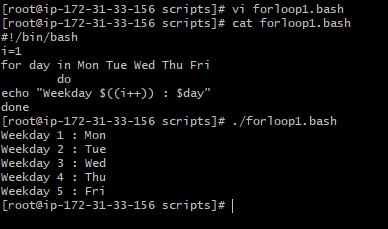 [root@ip-172-31-33-156 scripts]# vi forloop1.bash
[root@ip-172-31-33-156 scripts]# cat forloop1.bash
#!/bin/bash
i=1
for day in Mon Tue Wed Thu Fri
        do
echo "Weekday $((i++)) : $day"
done
[root@ip-172-31-33-156 scripts]# ./forloop1.bash
Weekday 1 : Mon
Weekday 2 : Tue
Weekday 3 : Wed
Weekday 4 : Thu
Weekday 5 : Fri
[root@ip-172-31-33-156 scripts]#